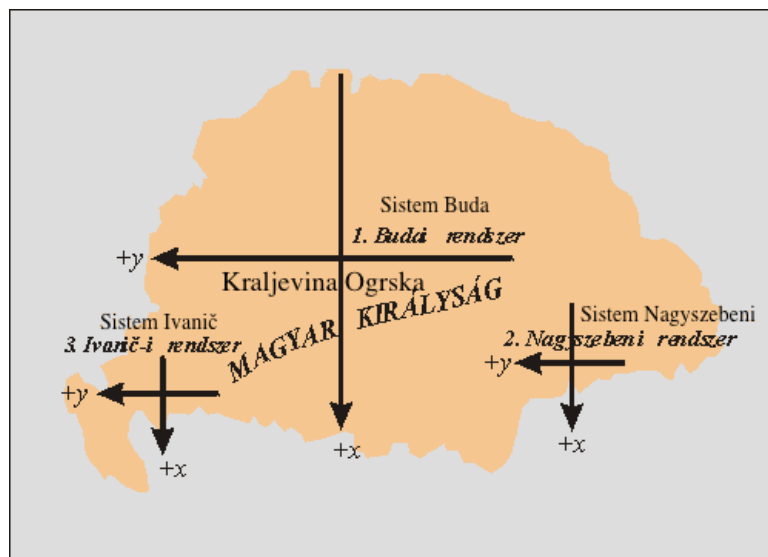 Sistem Buda
1. Budai rendszer
+y
Kraljevina Ogrska
MAGYAR KIRÁLYSÁG
Sistem Ivanič
3. Ivanič-i rendszer
Sistem Nagyszebeni
2. Nagyszebeni rendszer
+y
+y
+x
+x
+x